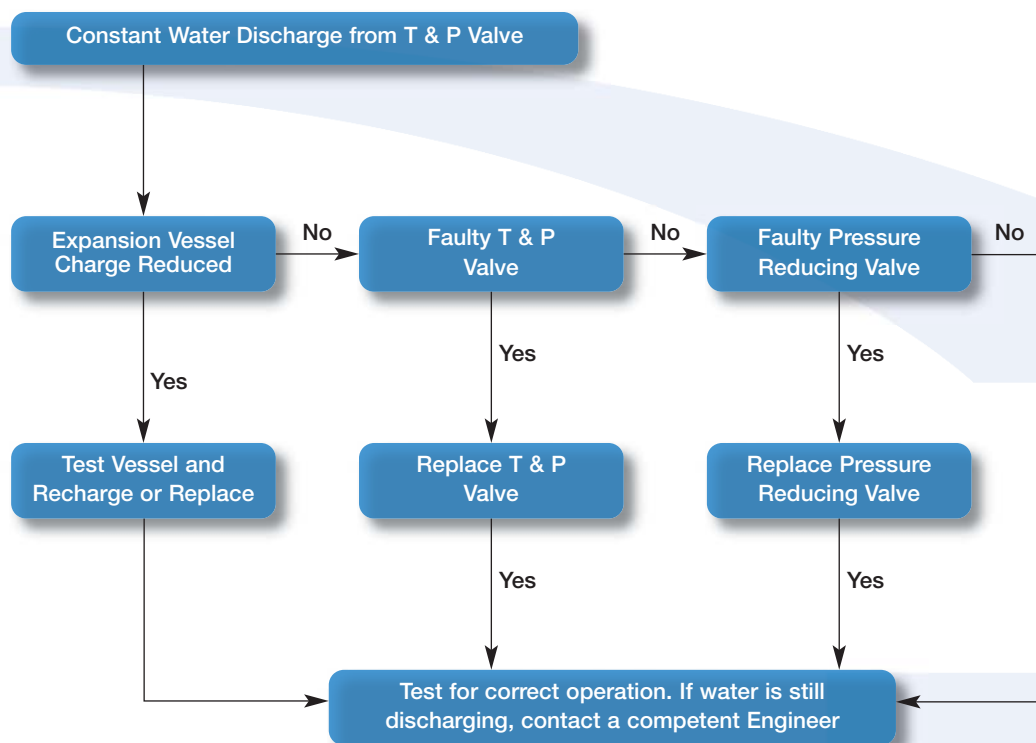 Constant Water Discharge from T & P Valve
Expansion Vessel
Charge Reduced
No
Faulty T & P
Valve
No
Faulty Pressure
Reducing Valve
No
Yes
Yes
Yes
Test Vessel and
Recharge or Replace
Replace T & P
Valve
Replace Pressure
Reducing Valve
Yes
Yes
Test for correct operation. If water is still
discharging, contact a competent Engineer